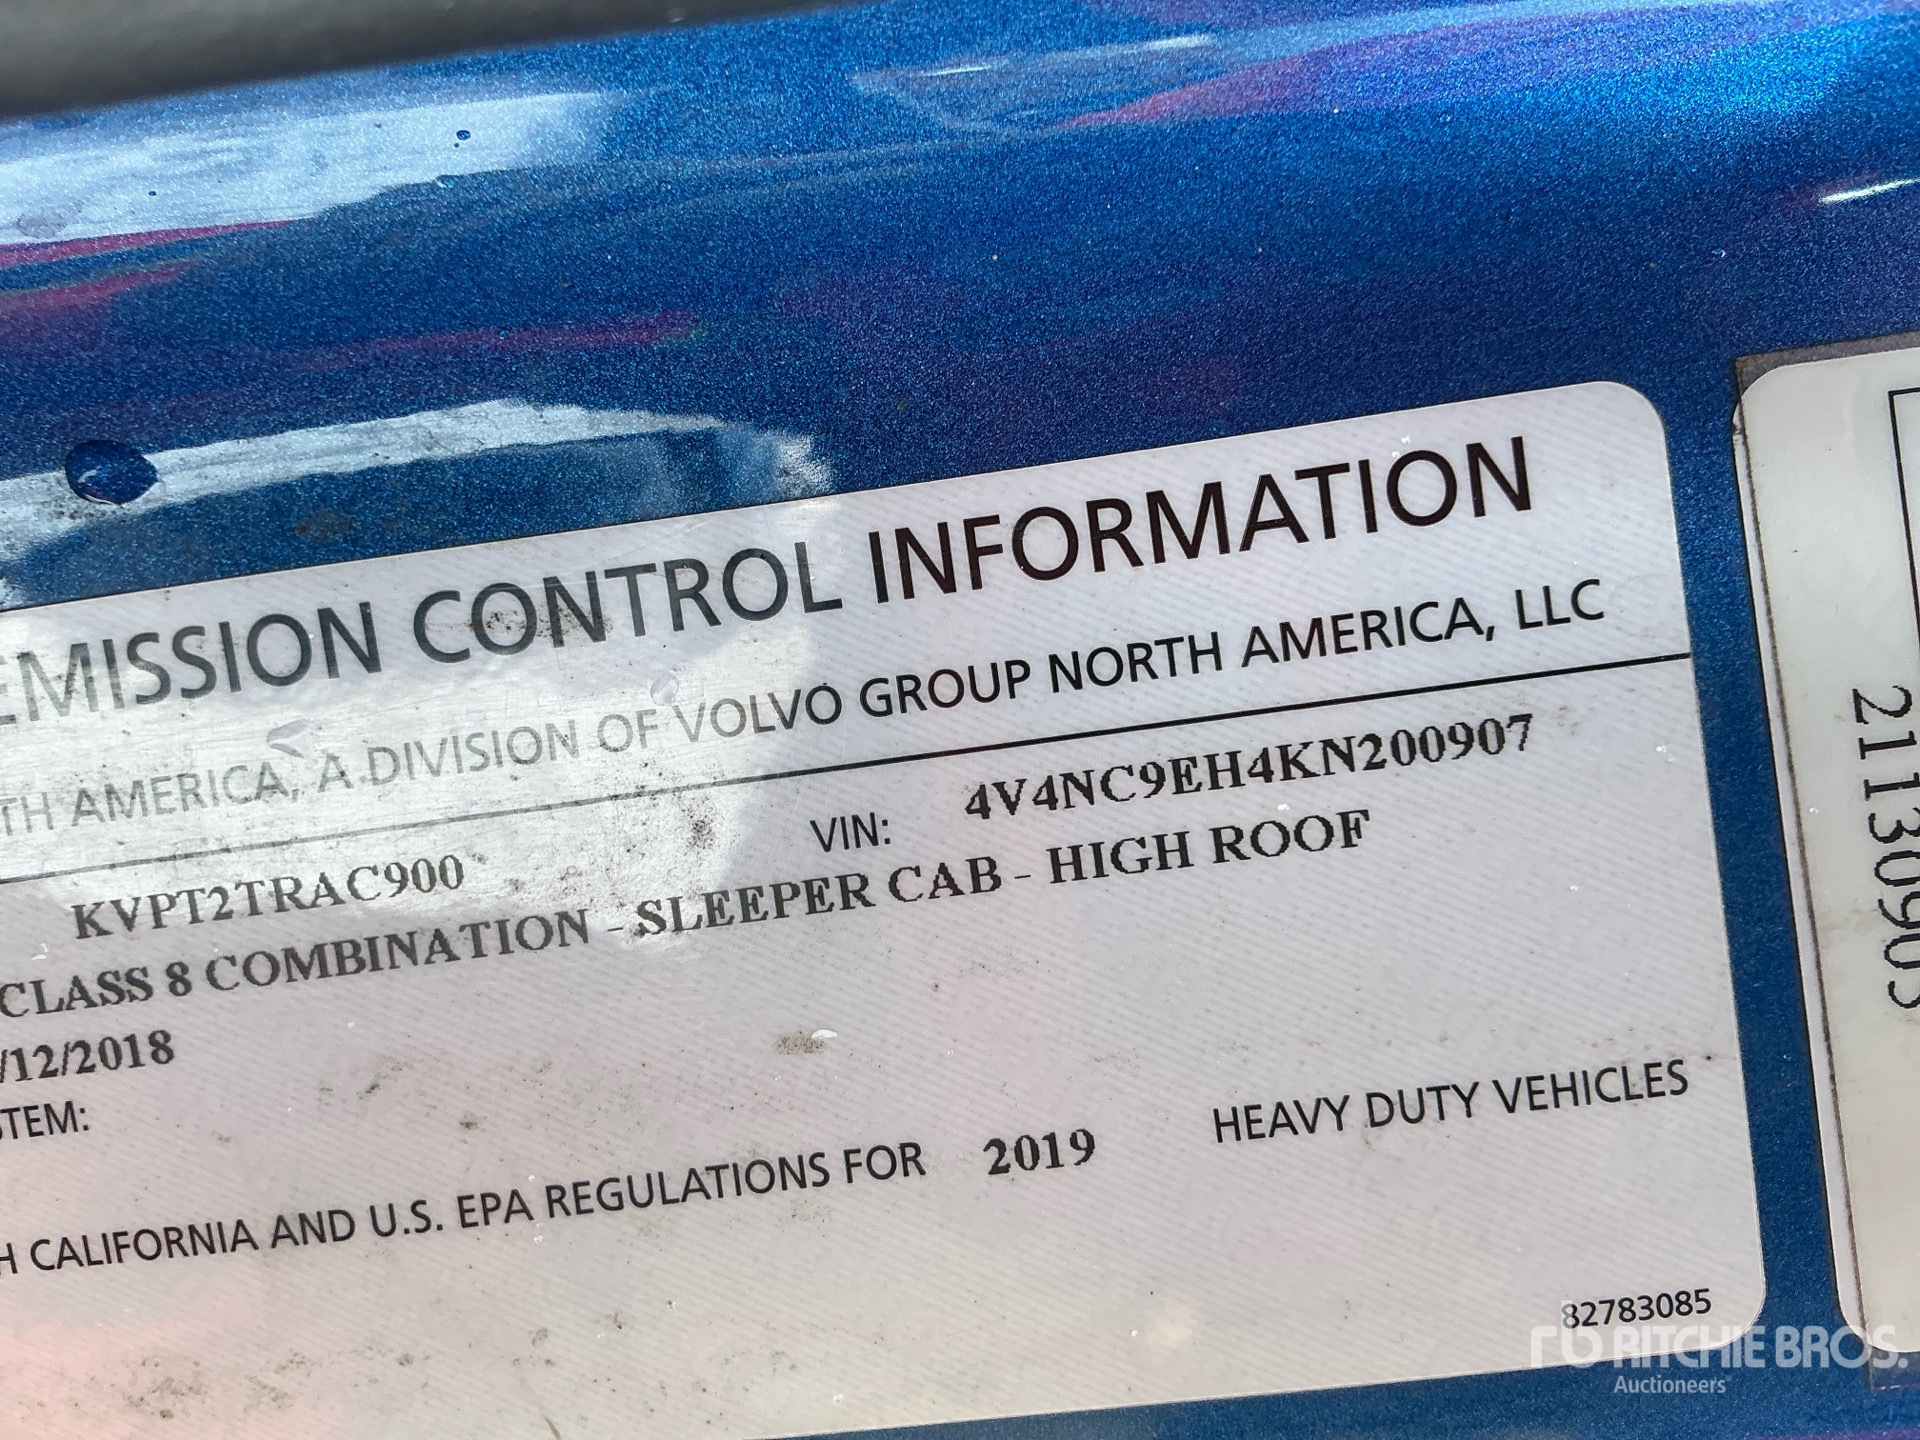 EMISSION CONTROL INFORMATION
TH AMERICA, A DIVISION OF VOLVO GROUP NORTH AMERICA, LLC
KVPT2TRAC900 VIN: 4V4NC9EH4KN200907
CLASS 8 COMBINATION - SLEEPER CAB - HIGH ROOF
/12/2018
STEM:
H CALIFORNIA AND U.S. EPA REGULATIONS FOR 2019 HEAVY DUTY VEHICLES
82783085
21130903
RITCHIE BROS.
Auctioneers